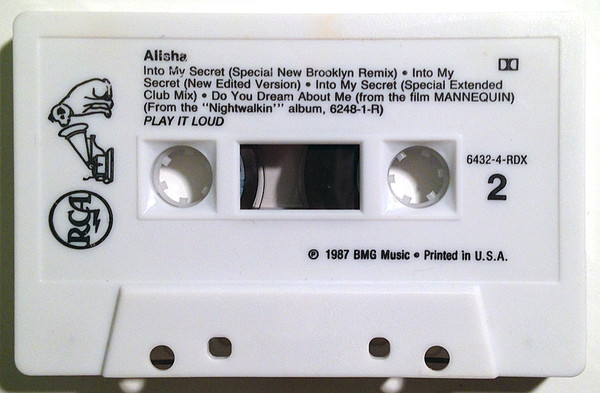 Alisha
Into My Secret (Special New Brooklyn Remix) • Into My
Secret (New Edited Version) • Into My Secret (Special Extended
Club Mix) • Do You Dream About Me (from the film MANNEQUIN)
(From the "Nightwalkin'" album, 6248-1-R)
PLAY IT LOUD
6432-4-RDX
2
RCA
℗ 1987 BMG Music • Printed in U.S.A.